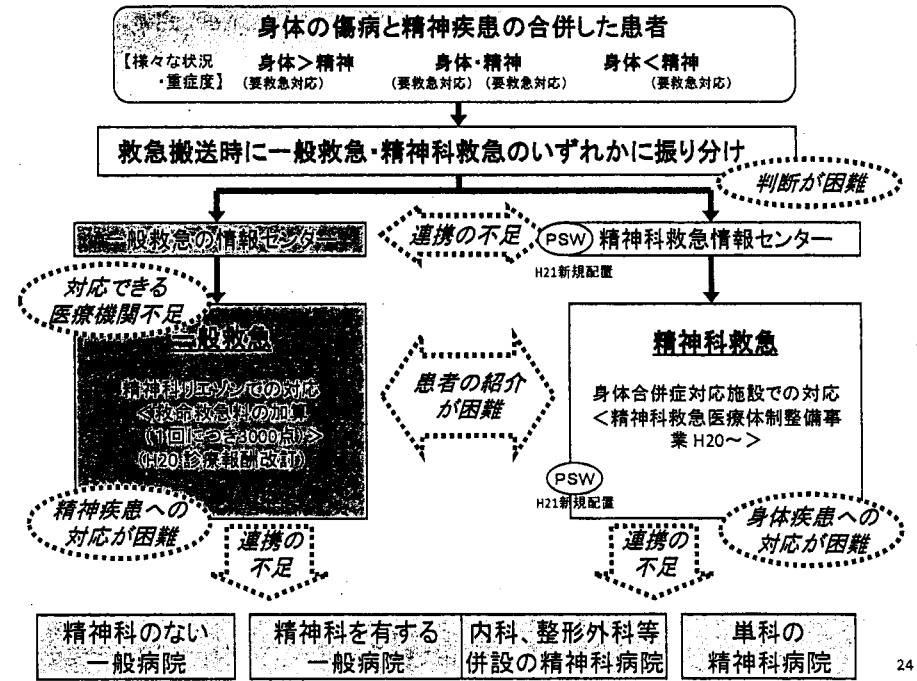 身体の傷病と精神疾患の合併した患者
【様々な状況
・重症度】
身体＞精神
身体・精神
身体＜精神
（要救急対応）
（要救急対応）（要救急対応）
（要救急対応）
救急搬送時に一般救急・精神科救急のいずれかに振り分け
判断が困難
一般救急の情報センター
連携の不足
PSW
精神科救急情報センター
H21新規配置
対応できる
医療機関不足
一般救急
精神科リエゾンでの対応
＜救命救急料の加算
（1回につき3000点）＞
（H20 診療報酬改訂）
患者の紹介
が困難
精神科救急
身体合併症対応施設での対応
＜精神科救急医療体制整備事
業 H20～＞
PSW
H21新規配置
精神疾患への
対応が困難
連携の
不足
連携の
不足
身体疾患への
対応が困難
精神科のない
一般病院
精神科を有する
一般病院
内科、整形外科等
併設の精神科病院
単科の
精神科病院
24